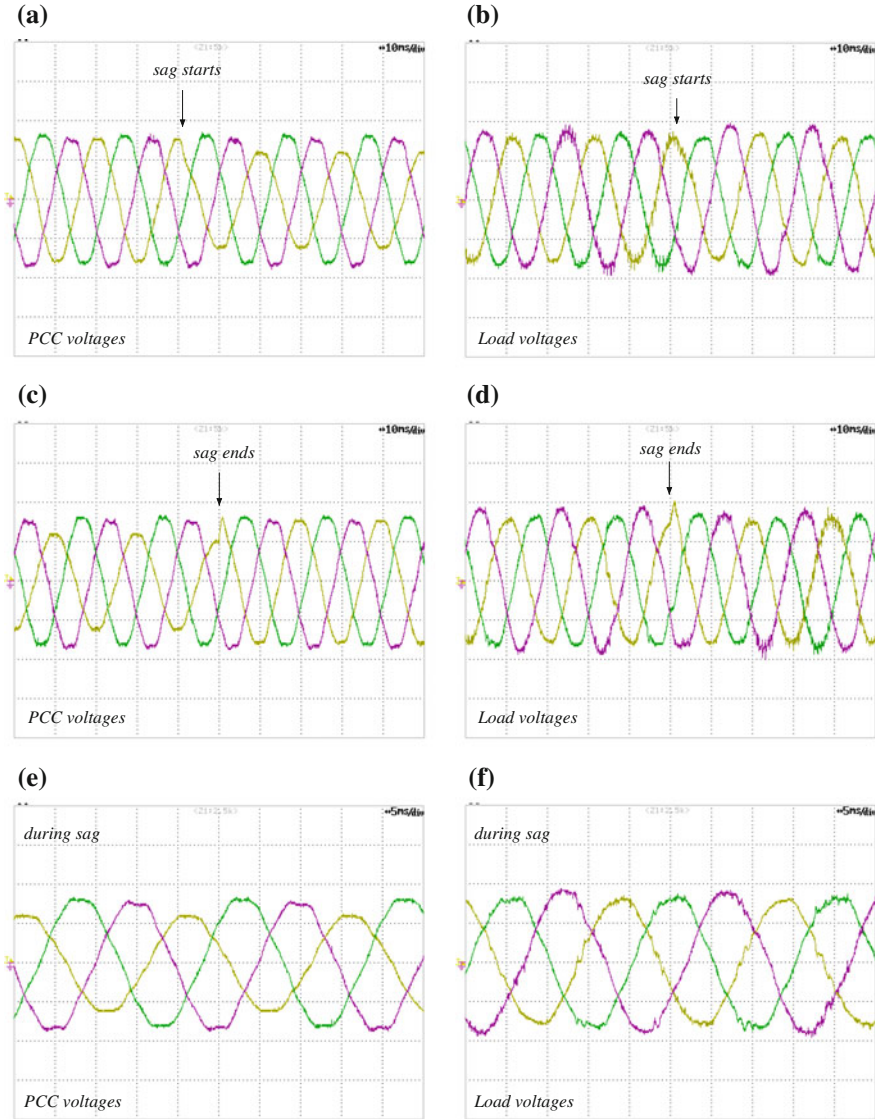 (a)
10ms/div
sag starts
PCC voltages
(b)
10ms/div
sag starts
Load voltages
(c)
10ms/div
sag ends
PCC voltages
(d)
10ms/div
sag ends
Load voltages
(e)
5ms/div
during sag
PCC voltages
(f)
5ms/div
during sag
Load voltages